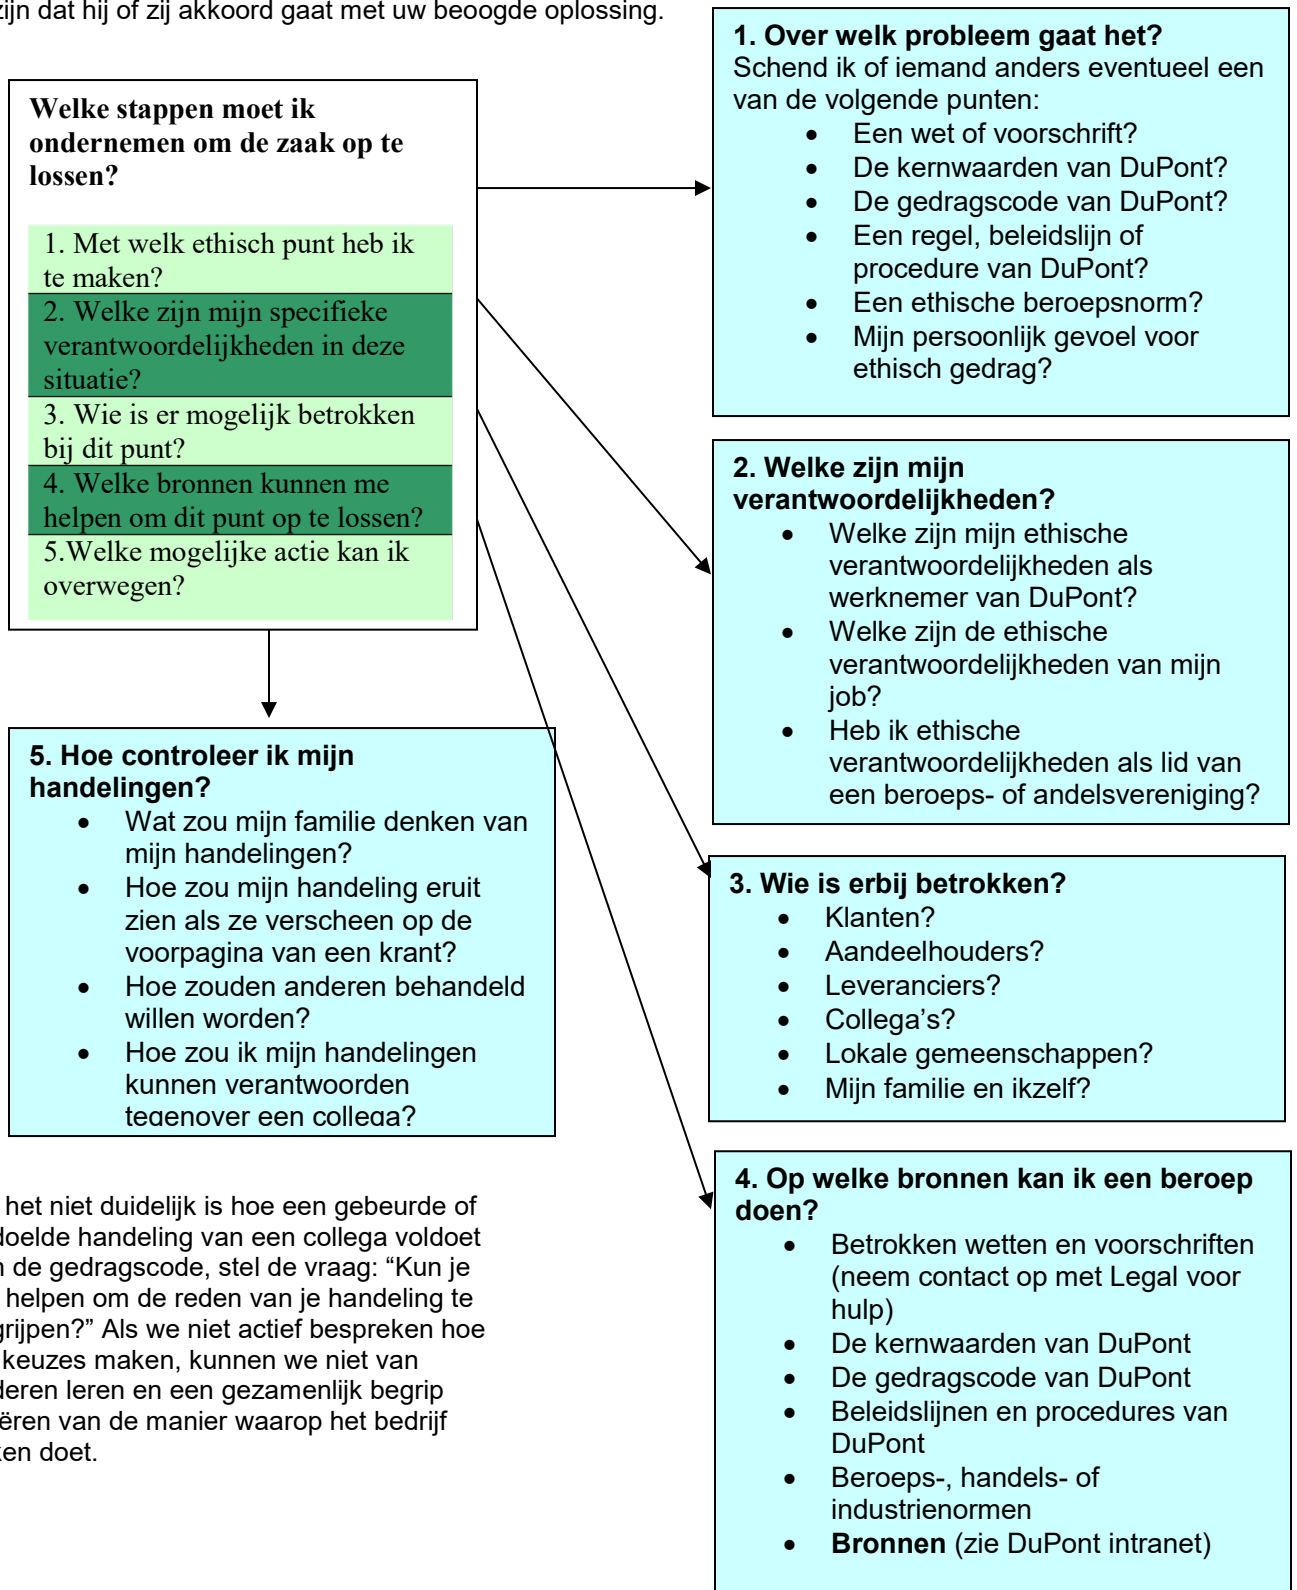 zijn dat hij of zij akkoord gaat met uw beoogde oplossing.
Welke stappen moet ik
ondernemen om de zaak op te
lossen?
1. Met welk ethisch punt heb ik
te maken?
2. Welke zijn mijn specifieke
verantwoordelijkheden in deze
situatie?
3. Wie is er mogelijk betrokken
bij dit punt?
4. Welke bronnen kunnen me
helpen om dit punt op te lossen?
5.Welke mogelijke actie kan ik
overwegen?
1. Over welk probleem gaat het?
Schend ik of iemand anders eventueel een
van de volgende punten:
• Een wet of voorschrift?
• De kernwaarden van DuPont?
• De gedragscode van DuPont?
• Een regel, beleidslijn of
procedure van DuPont?
• Een ethische beroepsnorm?
• Mijn persoonlijk gevoel voor
ethisch gedrag?
2. Welke zijn mijn
verantwoordelijkheden?
• Welke zijn mijn ethische
verantwoordelijkheden als
werknemer van DuPont?
• Welke zijn de ethische
verantwoordelijkheden van mijn
job?
• Heb ik ethische
verantwoordelijkheden als lid van
een beroeps- of andelsvereniging?
3. Wie is erbij betrokken?
• Klanten?
• Aandeelhouders?
• Leveranciers?
• Collega’s?
• Lokale gemeenschappen?
• Mijn familie en ikzelf?
4. Op welke bronnen kan ik een beroep
doen?
• Betrokken wetten en voorschriften
(neem contact op met Legal voor
hulp)
• De kernwaarden van DuPont
• De gedragscode van DuPont
• Beleidslijnen en procedures van
DuPont
• Beroeps-, handels- of
industrienormen
• Bronnen (zie DuPont intranet)
5. Hoe controleer ik mijn
handelingen?
• Wat zou mijn familie denken van
mijn handelingen?
• Hoe zou mijn handeling eruit
zien als ze verscheen op de
voorpagina van een krant?
• Hoe zouden anderen behandeld
willen worden?
• Hoe zou ik mijn handelingen
kunnen verantwoorden
tegenover een collega?
het niet duidelijk is hoe een gebeurde of
doelde handeling van een collega voldoet
de gedragscode, stel de vraag: “Kun je
helpen om de reden van je handeling te
grijpen?” Als we niet actief bespreken hoe
keuzes maken, kunnen we niet van
deren leren en een gezamenlijk begrip
ëren van de manier waarop het bedrijf
ken doet.